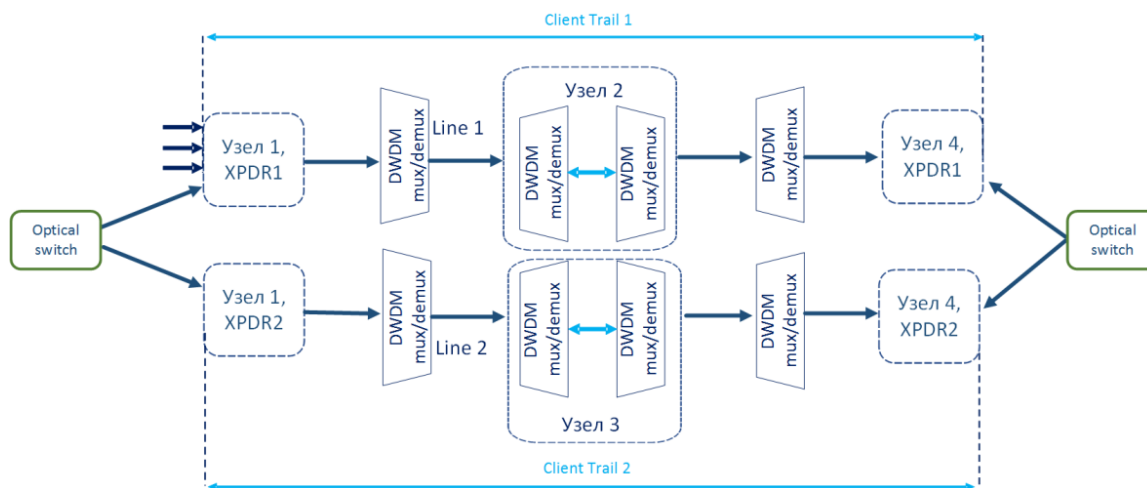 Client Trail 1
Узел 1,
XPDR1
DWDM
mux/demux
Line 1
Узел 2
DWDM
mux/demux
DWDM
mux/demux
DWDM
mux/demux
Узел 4,
XPDR1
Optical
switch
Optical
switch
Узел 1,
XPDR2
DWDM
mux/demux
Line 2
DWDM
mux/demux
DWDM
mux/demux
Узел 3
DWDM
mux/demux
Узел 4,
XPDR2
Client Trail 2